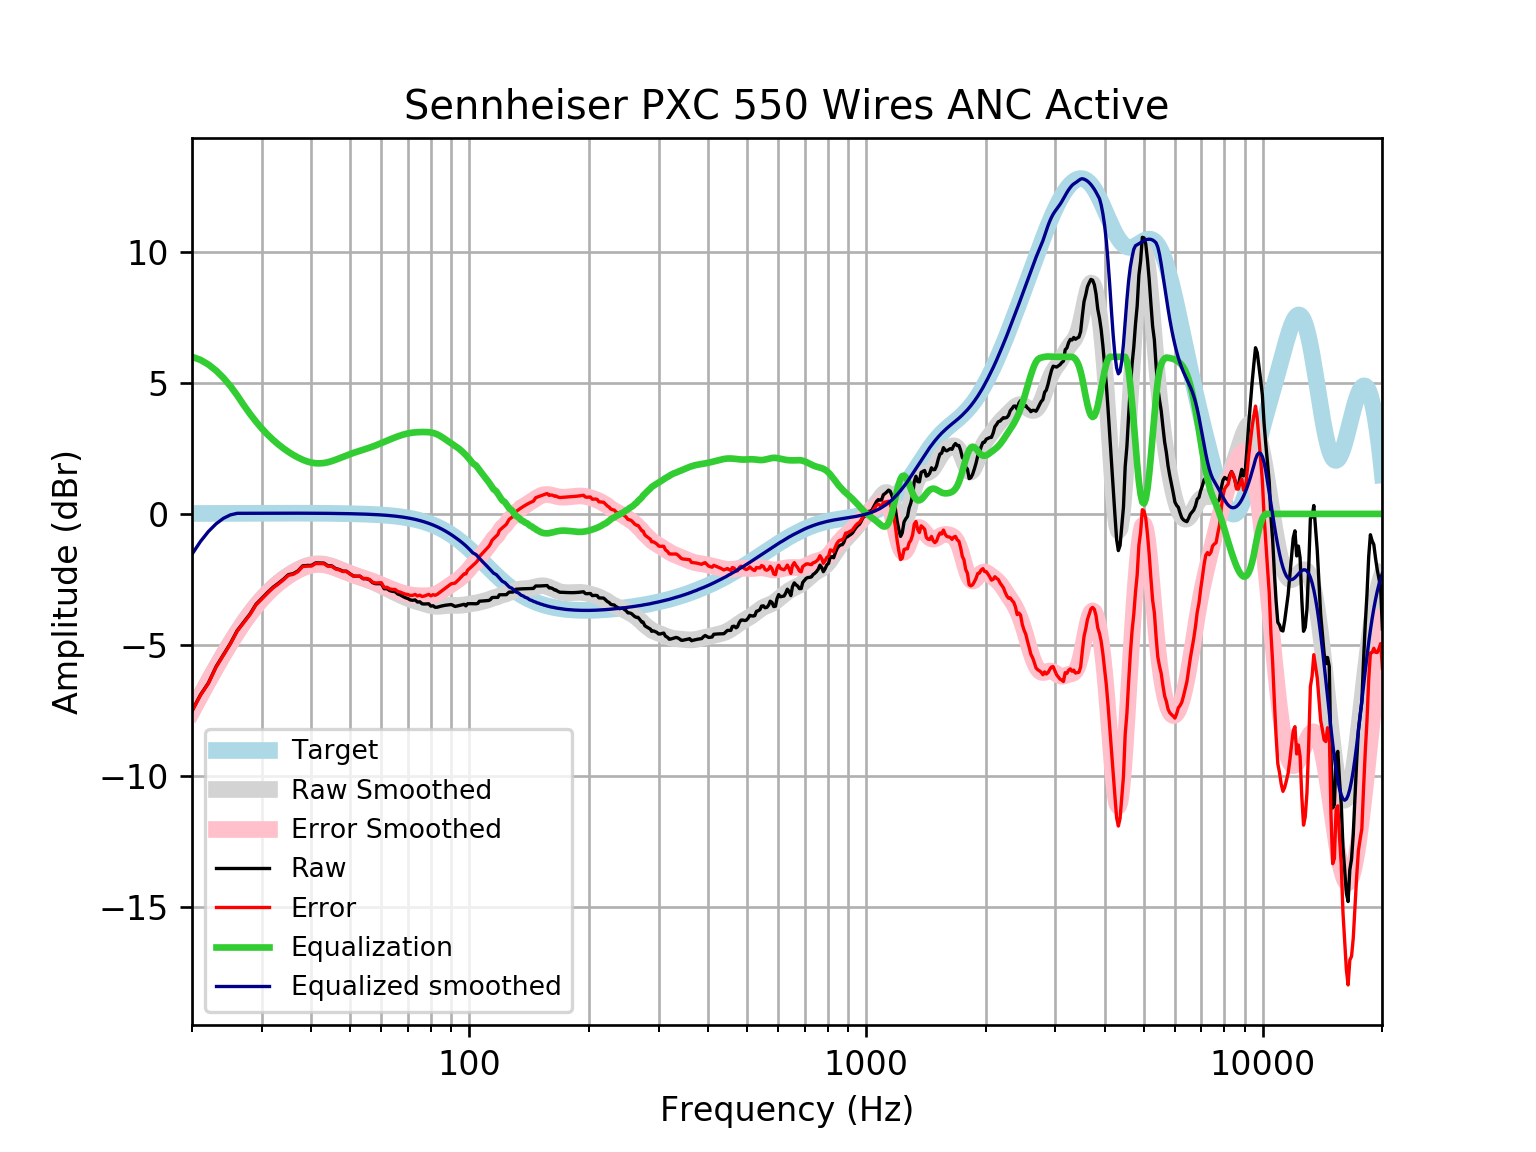 Sennheiser PXC 550 Wires ANC Active
Amplitude (dBr)
10
5
0
−5
−10
−15
Target
Raw Smoothed
Error Smoothed
Raw
Error
Equalization
Equalized smoothed
100 1000 10000
Frequency (Hz)